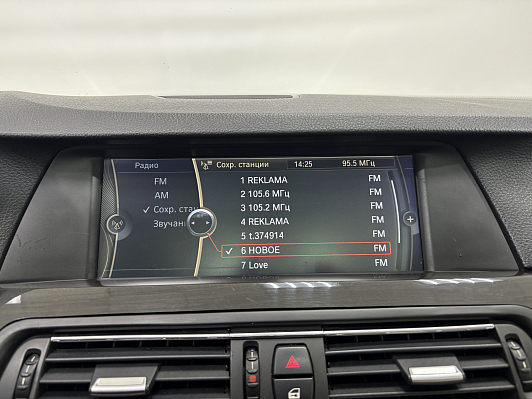 Радио
FM
AM
✓ Сохр. стан
Звучани
Сохр. станции 14:25 95.5 МГц
1 REKLAMA FM
2 105.6 МГц FM
3 105.2 МГц FM
4 REKLAMA FM
5 t.374914 FM
✓ 6 НОВОЕ FM
7 Love FM